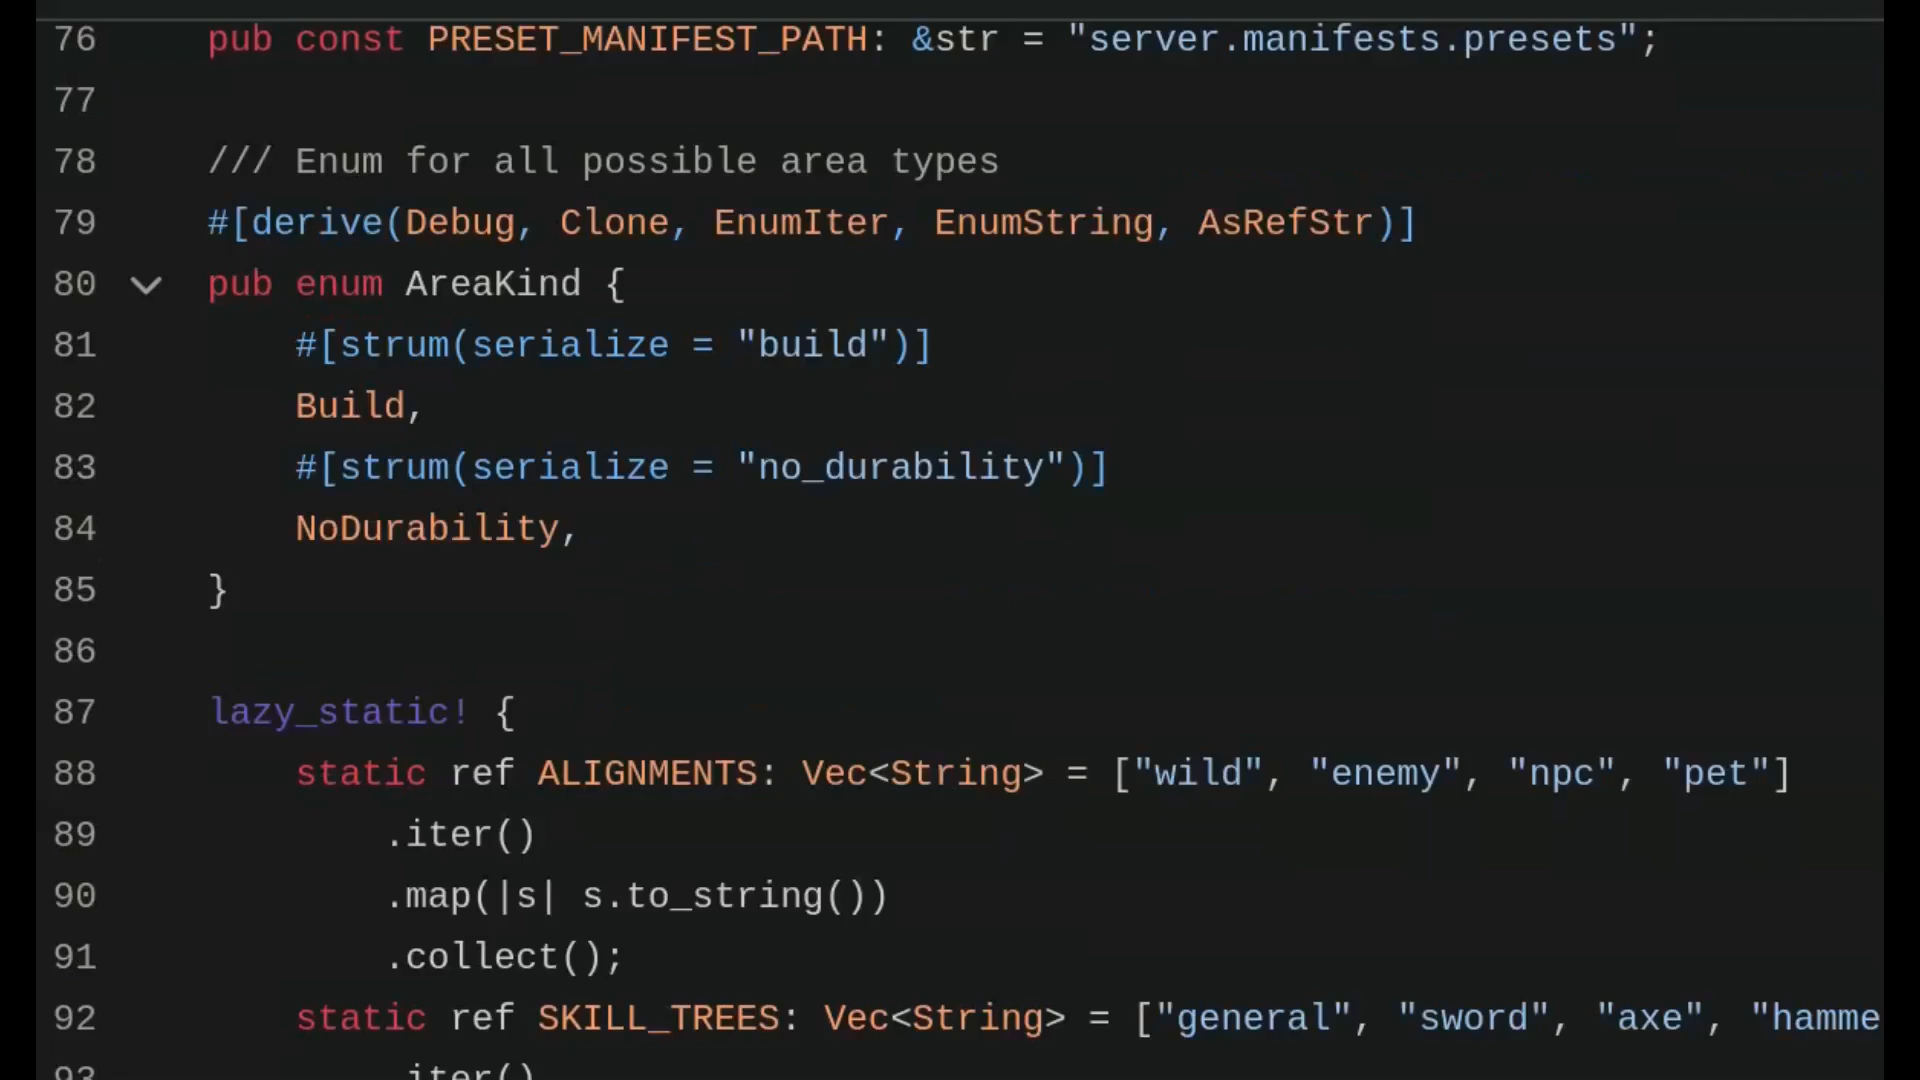 76 pub const PRESET_MANIFEST_PATH: &str = "server.manifests.presets";
77
78 /// Enum for all possible area types
79 #[derive(Debug, Clone, EnumIter, EnumString, AsRefStr)]
80 pub enum AreaKind {
81 #[strum(serialize = "build")]
82 Build,
83 #[strum(serialize = "no_durability")]
84 NoDurability,
85 }
86
87 lazy_static! {
88 static ref ALIGNMENTS: Vec<String> = ["wild", "enemy", "npc", "pet"]
89 .iter()
90 .map(|s| s.to_string())
91 .collect();
92 static ref SKILL_TREES: Vec<String> = ["general", "sword", "axe", "hamme
93 .iter()